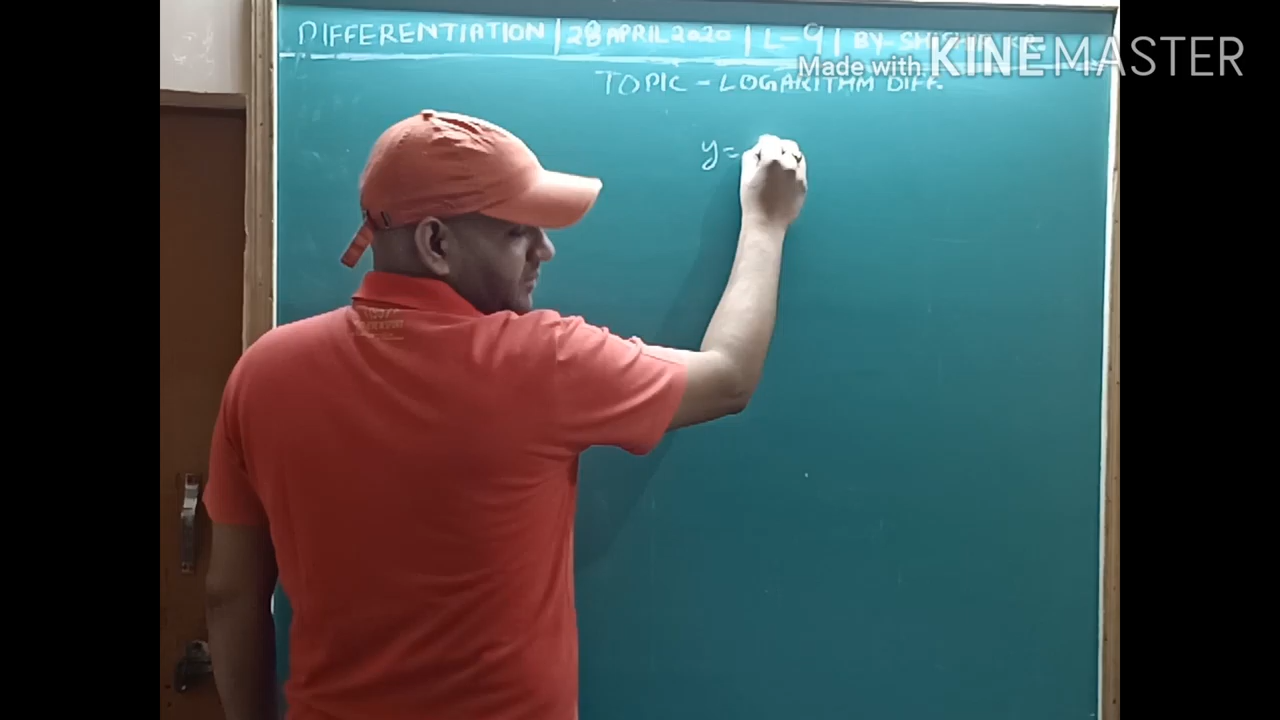 DIFFERENTIATION | 28 APRIL 2020 | L-9 | BY
Made with KINEMASTER
TOPIC - LOGARITHM DIFF.
y=